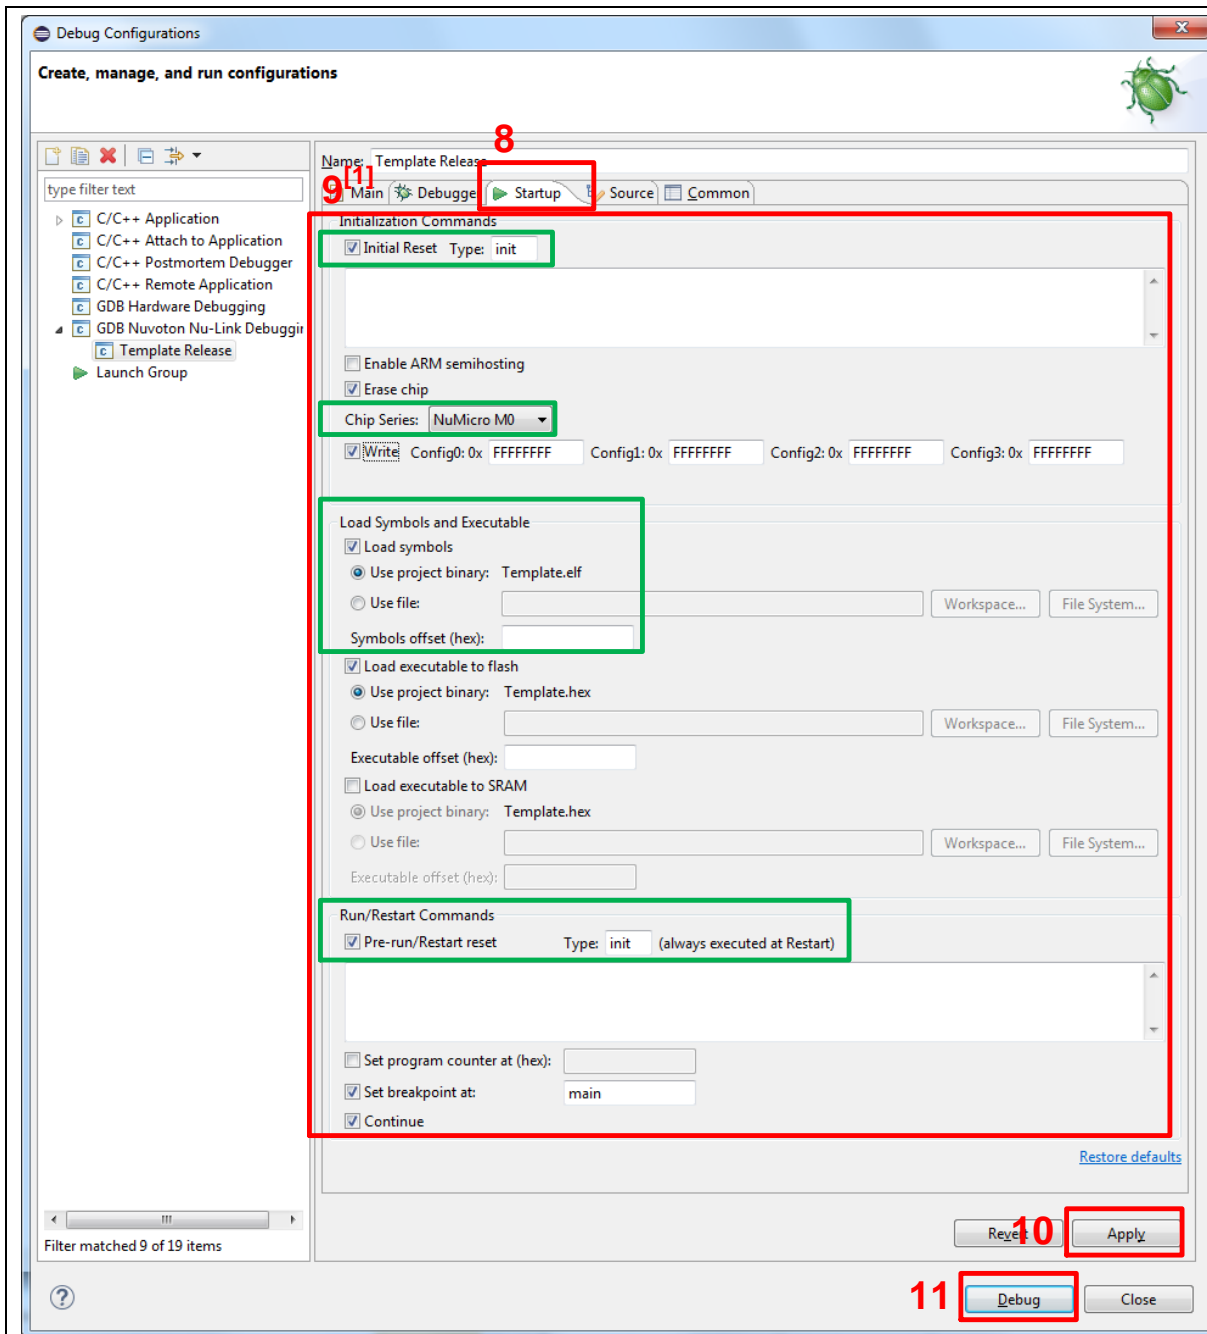 Debug Configurations
x
Create, manage, and run configurations
8
Name: Template Release
9[1]
type filter text
Main Debugger Startup Source Common
C/C++ Application
C/C++ Attach to Application
C/C++ Postmortem Debugger
C/C++ Remote Application
GDB Hardware Debugging
GDB Nuvoton Nu-Link Debuggin
Template Release
Launch Group
Initialization Commands
Initial Reset Type: init
Enable ARM semihosting
Erase chip
Chip Series: NuMicro M0
Write Config0: 0x FFFFFFFF Config1: 0x FFFFFFFF Config2: 0x FFFFFFFF Config3: 0x FFFFFFFF
Load Symbols and Executable
Load symbols
Use project binary: Template.elf
Use file: Workspace... File System...
Symbols offset (hex):
Load executable to flash
Use project binary: Template.hex
Use file: Workspace... File System...
Executable offset (hex):
Load executable to SRAM
Use project binary: Template.hex
Use file: Workspace... File System...
Executable offset (hex):
Run/Restart Commands
Pre-run/Restart reset Type: init (always executed at Restart)
Set program counter at (hex):
Set breakpoint at: main
Continue
Restore defaults
Filter matched 9 of 19 items
Revert 10 Apply
? 11 Debug Close